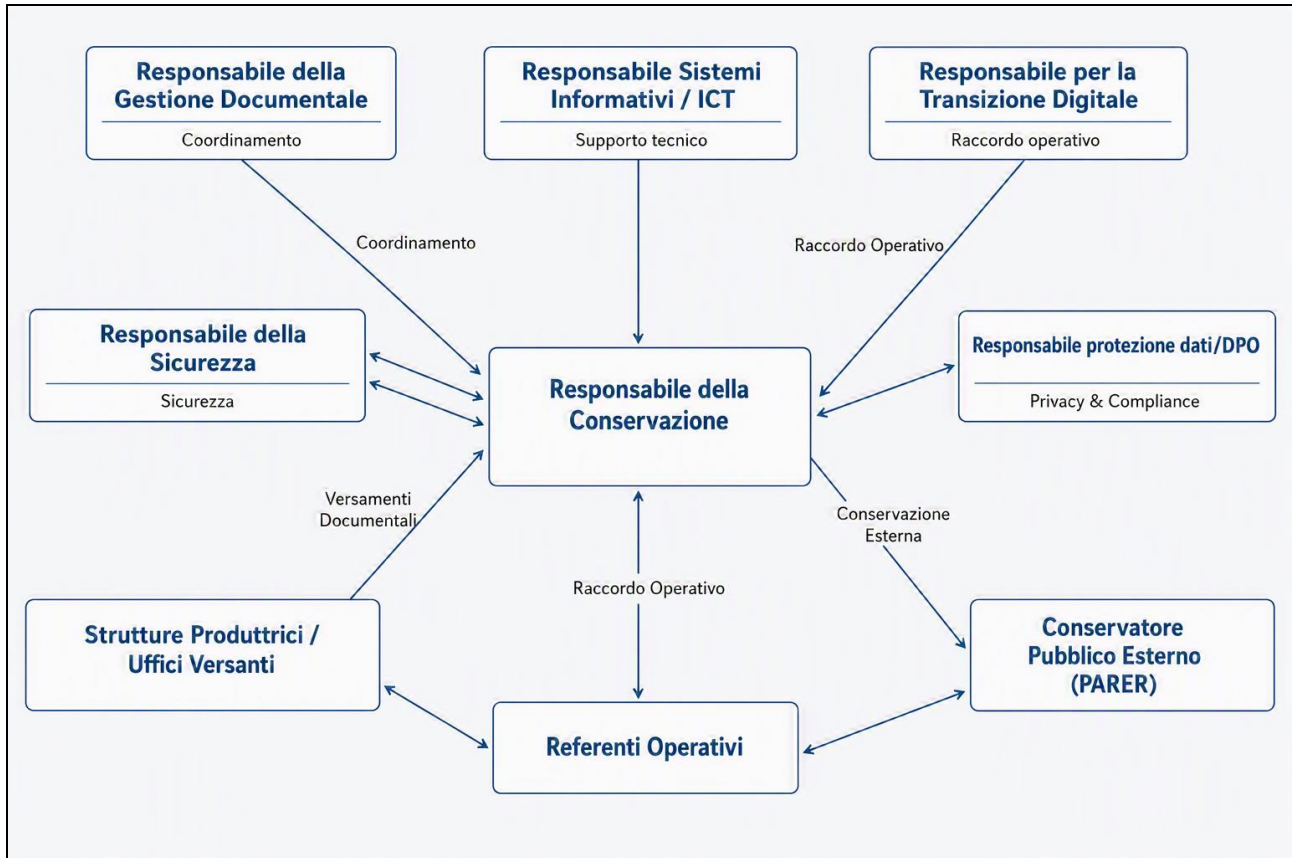 Responsabile della
Gestione Documentale
Coordinamento
Responsabile Sistemi
Informativi / ICT
Supporto tecnico
Responsabile per la
Transizione Digitale
Raccordo operativo
Coordinamento
Raccordo Operativo
Responsabile della
Sicurezza
Sicurezza
Responsabile della
Conservazione
Responsabile protezione dati/DPO
Privacy & Compliance
Versamenti
Documentali
Conservazione
Esterna
Raccordo Operativo
Strutture Produttrici /
Uffici Versanti
Referenti Operativi
Conservatore
Pubblico Esterno
(PARER)